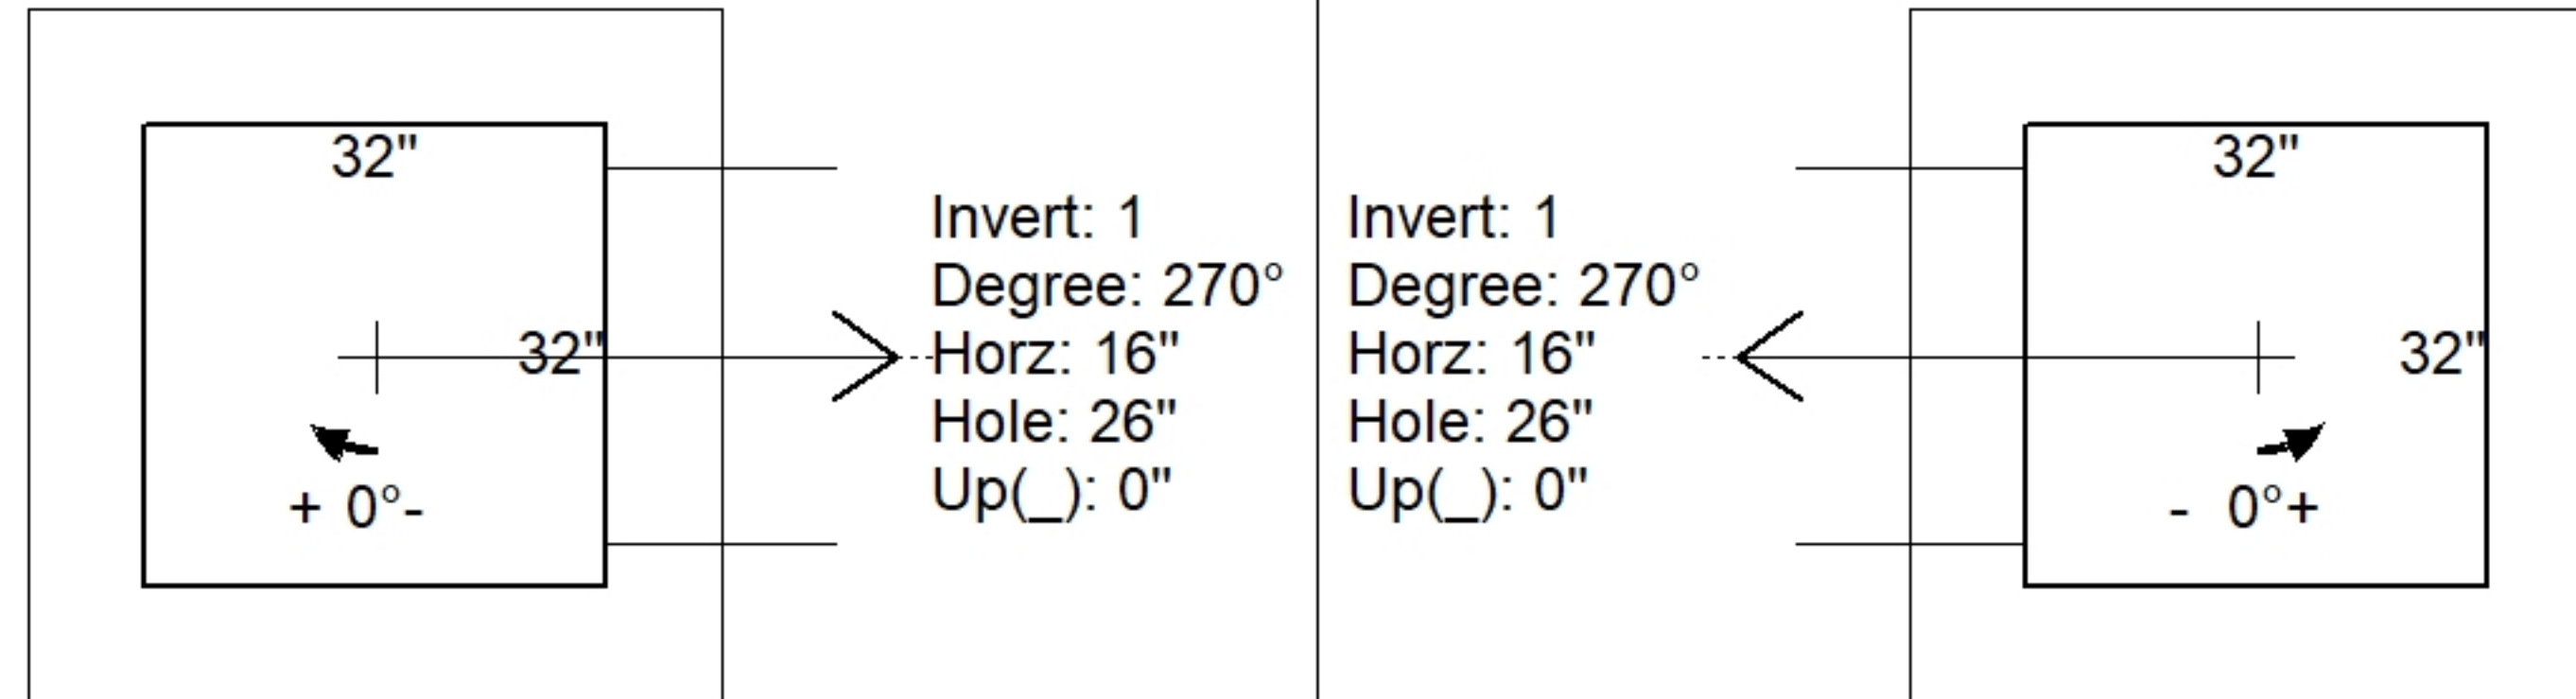 32"
32"
+ 0°-
Invert: 1
Degree: 270°
Horz: 16"
Hole: 26"
Up(_): 0"
Invert: 1
Degree: 270°
Horz: 16"
Hole: 26"
Up(_): 0"
32"
32"
- 0°+